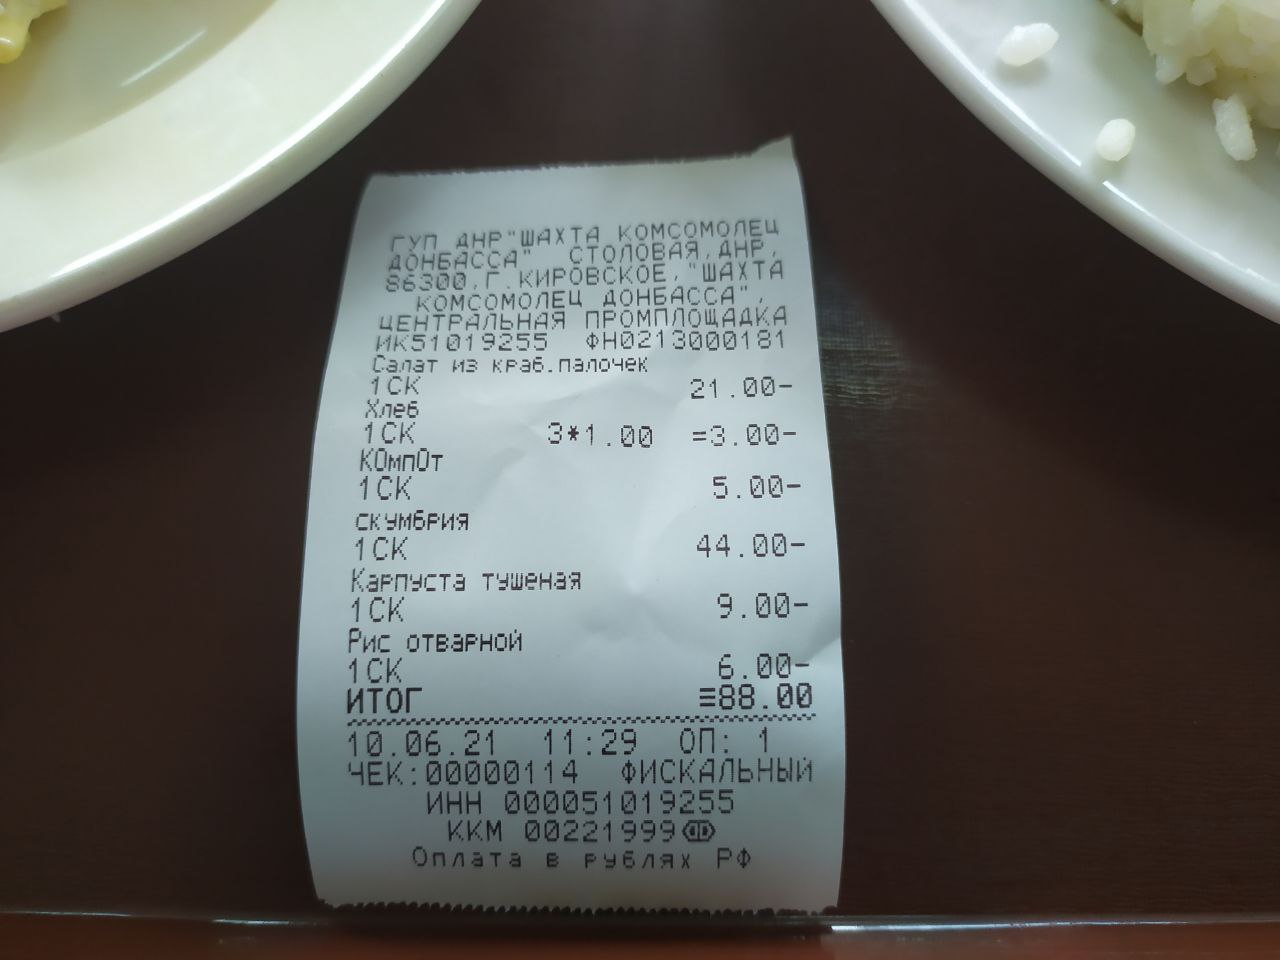 ГУП ДНР"ШАХТА КОМСОМОЛЕЦ
ДОНБАССА" СТОЛОВАЯ,ДНР,
86300,Г.КИРОВСКОЕ,"ШАХТА
КОМСОМОЛЕЦ ДОНБАССА",
ЦЕНТРАЛЬНАЯ ПРОМПЛОЩАДКА
ИК51019255 ФН0213000181
Салат из краб.палочек
1СК 21.00-
Хлеб
1СК 3*1.00 =3.00-
КОмпОт
1СК 5.00-
скумбрия
1СК 44.00-
Карпуста тушеная
1СК 9.00-
Рис отварной
1СК 6.00-
ИТОГ ≡88.00
10.06.21 11:29 ОП: 1
ЧЕК:00000114 ФИСКАЛЬНЫЙ
ИНН 000051019255
ККМ 00221999
Оплата в рублях РФ